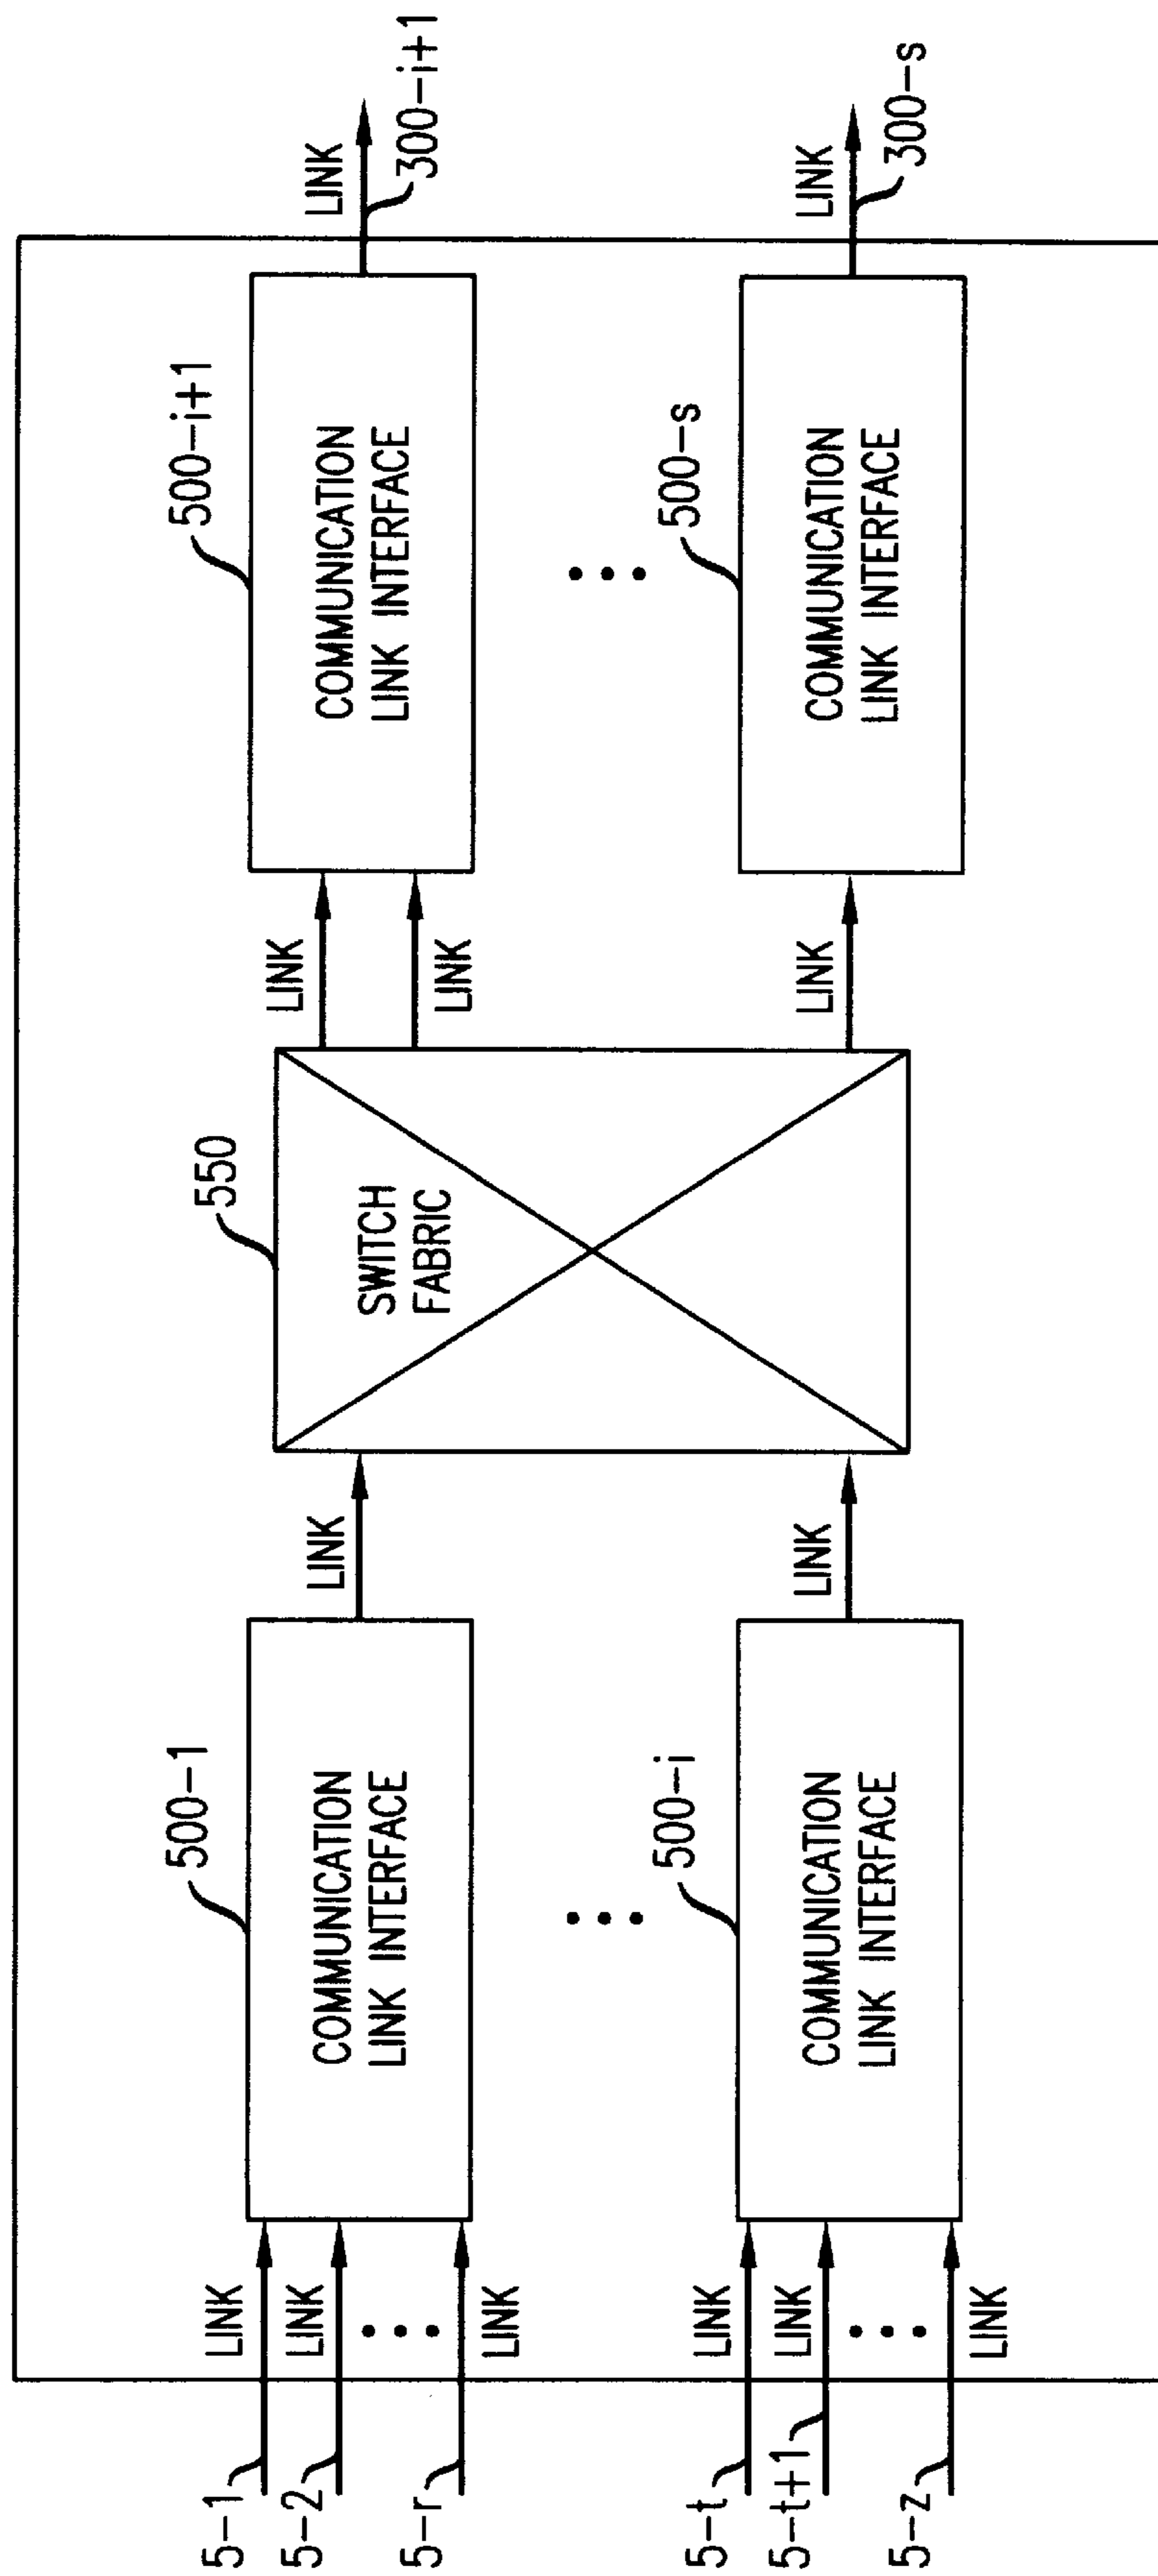 5-1
LINK
5-2
LINK
5-r
LINK
500-1
COMMUNICATION
LINK INTERFACE
LINK
5-t
LINK
5-t+1
LINK
5-z
LINK
500-i
COMMUNICATION
LINK INTERFACE
LINK
550
SWITCH
FABRIC
LINK
LINK
LINK
500-i+1
COMMUNICATION
LINK INTERFACE
LINK
300-i+1
500-s
COMMUNICATION
LINK INTERFACE
LINK
300-s